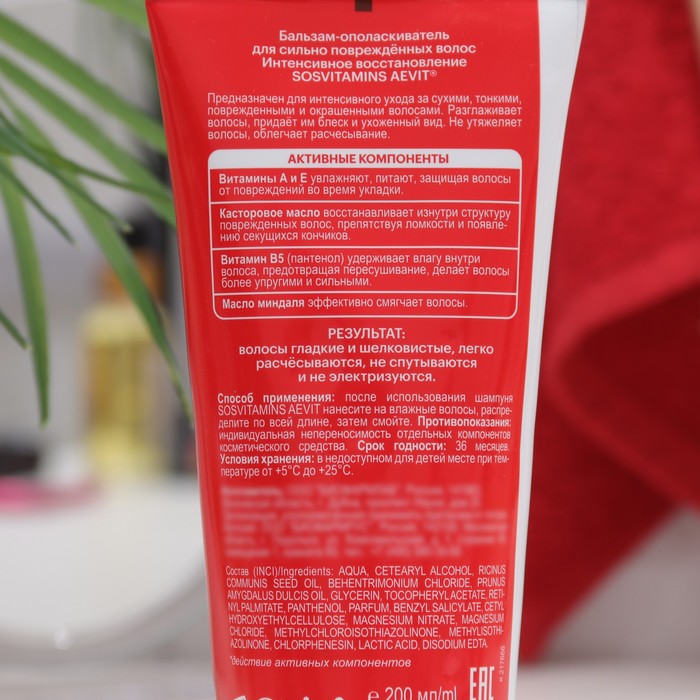 Бальзам-ополаскиватель
для сильно повреждённых волос
Интенсивное восстановление
SOSVITAMINS AEVIT®
Предназначен для интенсивного ухода за сухими, тонкими,
поврежденными и окрашенными волосами. Разглаживает
волосы, придаёт им блеск и ухоженный вид. Не утяжеляет
волосы, облегчает расчесывание.
АКТИВНЫЕ КОМПОНЕНТЫ
Витамины А и Е увлажняют, питают, защищая волосы
от повреждений во время укладки.
Касторовое масло восстанавливает изнутри структуру
поврежденных волос, препятствуя ломкости и появле-
нию секущихся кончиков.
Витамин В5 (пантенол) удерживает влагу внутри
волоса, предотвращая пересушивание, делает волосы
более упругими и сильными.
Масло миндаля эффективно смягчает волосы.
РЕЗУЛЬТАТ:
волосы гладкие и шелковистые, легко
расчёсываются, не спутываются
и не электризуются.
Способ применения: после использования шампуня
SOSVITAMINS AEVIT нанесите на влажные волосы, распре-
делите по всей длине, затем смойте. Противопоказания:
индивидуальная непереносимость отдельных компонентов
косметического средства. Срок годности: 36 месяцев.
Условия хранения: в недоступном для детей месте при тем-
пературе от +5°С до +25°С.
Состав (INCI)/Ingredients: AQUA, CETEARYL ALCOHOL, RICINUS
COMMUNIS SEED OIL, BEHENTRIMONIUM CHLORIDE, PRUNUS
AMYGDALUS DULCIS OIL, GLYCERIN, TOCOPHERYL ACETATE, RETI-
NYL PALMITATE, PANTHENOL, PARFUM, BENZYL SALICYLATE, CETYL
HYDROXYETHYLCELLULOSE, MAGNESIUM NITRATE, MAGNESIUM
CHLORIDE, METHYLCHLOROISOTHIAZOLINONE, METHYLISOTHI-
AZOLINONE, CHLORPHENESIN, LACTIC ACID, DISODIUM EDTA.
*действие активных компонентов
e 200 мл/ml
EAC